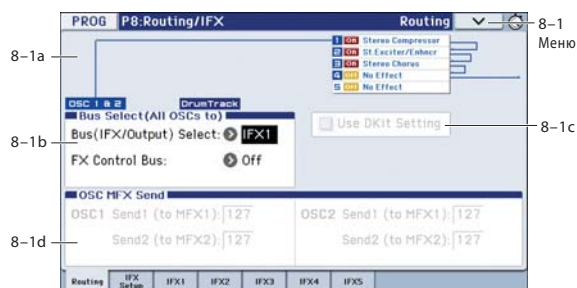 PROG P8:Routing/IFX Routing
8–1 Меню
8–1a
1 On Stereo Compressor
2 On St.Exciter/Enhncr
3 On Stereo Chorus
4 Off No Effect
5 Off No Effect
OSC 1 & 2 DrumTrack
Bus Select(All OSCs to)
8–1b
Bus(IFX/Output) Select: IFX1
FX Control Bus: Off
Use DKit Setting
8–1c
OSC MFX Send
8–1d
OSC1 Send1 (to MFX1): 127 OSC2 Send1 (to MFX1): 127
Send2 (to MFX2): 127 Send2 (to MFX2): 127
Routing IFX Setup IFX1 IFX2 IFX3 IFX4 IFX5